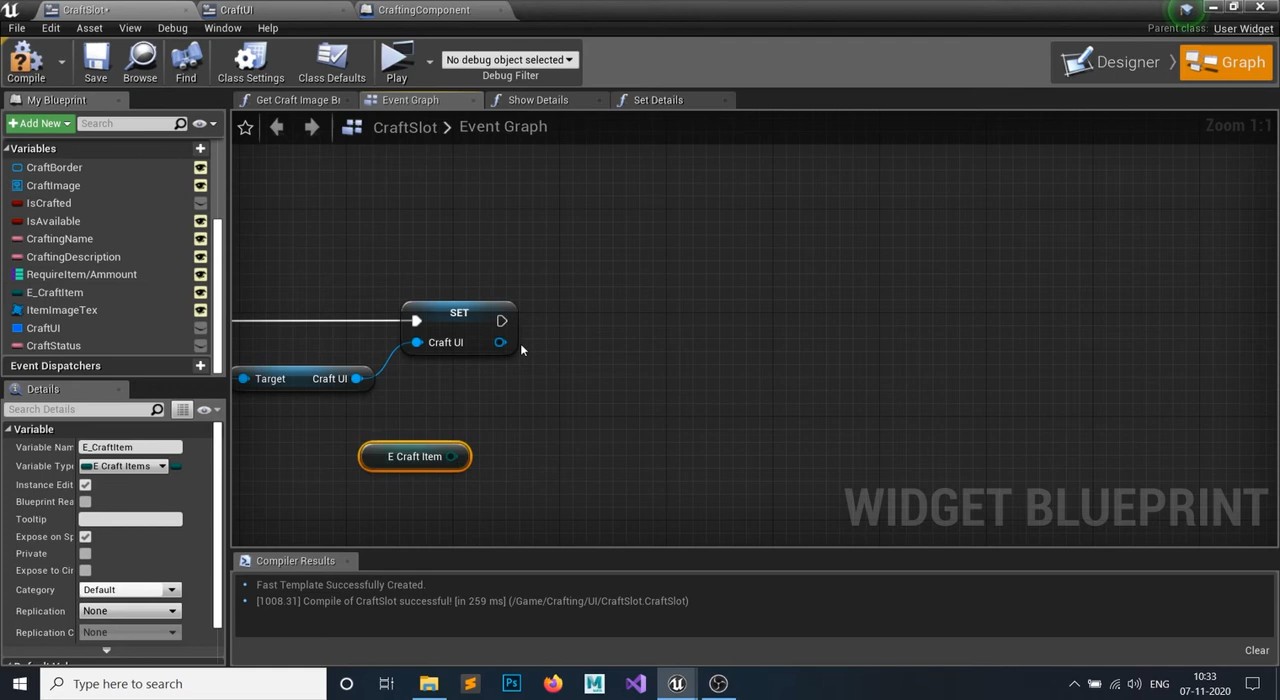 CraftSlot*
CraftUI
CraftingComponent
File Edit Asset View Debug Window Help
Parent class: User Widget
Compile
Save
Browse
Find
Class Settings
Class Defaults
Play
No debug object selected
Debug Filter
Designer
Graph
My Blueprint
Get Craft Image Br
Event Graph
Show Details
Set Details
Add New
Search
CraftSlot > Event Graph
Zoom 1:1
Variables
CraftBorder
CraftImage
IsCrafted
IsAvailable
CraftingName
CraftingDescription
RequireItem/Ammount
E_CraftItem
ItemImageTex
CraftUI
CraftStatus
Event Dispatchers
SET
Craft UI
Target Craft UI
E Craft Item
WIDGET BLUEPRINT
Details
Search Details
Variable
Variable Nam E_CraftItem
Variable Type E Craft Items
Instance Edit
Blueprint Rea
Tooltip
Expose on Sp
Private
Expose to Cin
Category Default
Replication None
Replication C None
Compiler Results
Fast Template Successfully Created.
[1008.31] Compile of CraftSlot successful! [in 259 ms] (/Game/Crafting/UI/CraftSlot.CraftSlot)
Clear
Type here to search
ENG
10:33
07-11-2020